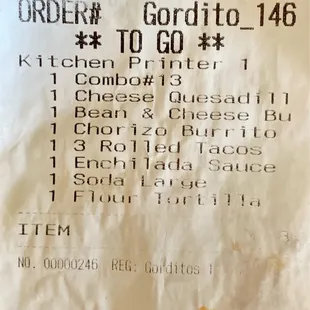 ORDER# Gordito_146
** TO GO **
Kitchen Printer 1
1 Combo#13
1 Cheese Quesadill
1 Bean & Cheese Bu
1 Chorizo Burrito
1 3 Rolled Tacos
1 Enchilada Sauce
1 Soda Large
1 Flour Tortilla
ITEM 3
NO. 00000246 REG: Gorditos 1